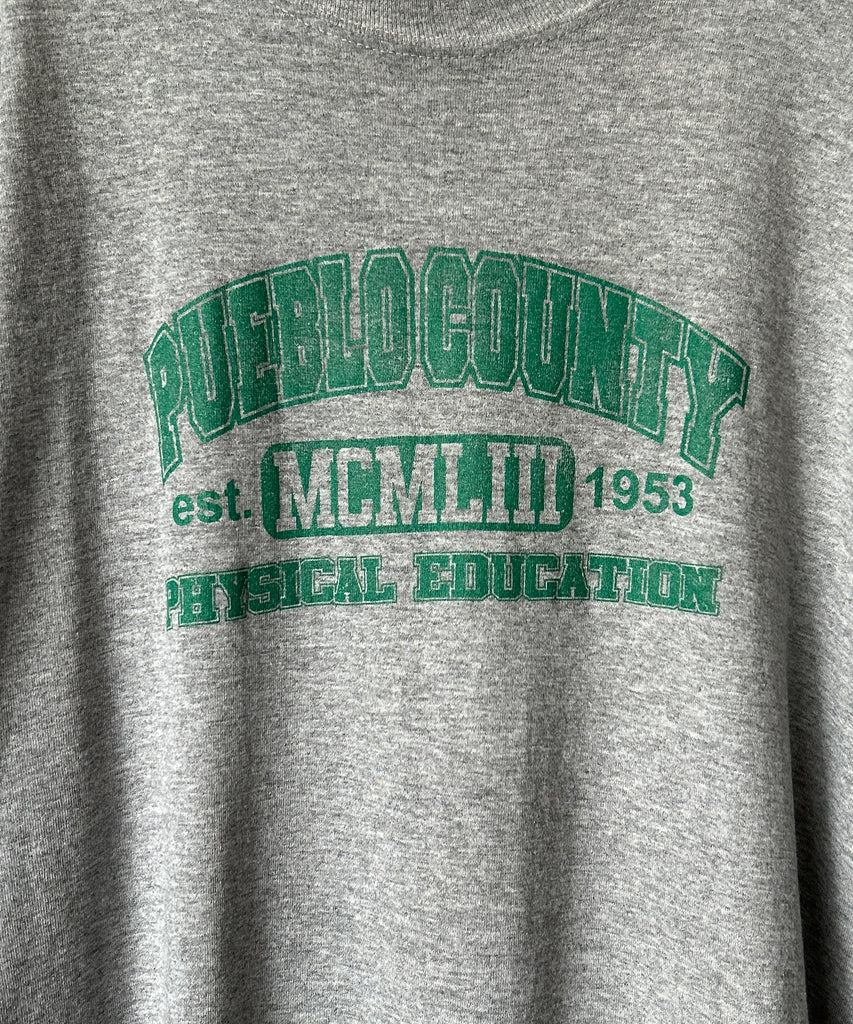 PUEBLO COUNTY
est. MCMLIII 1953
PHYSICAL EDUCATION